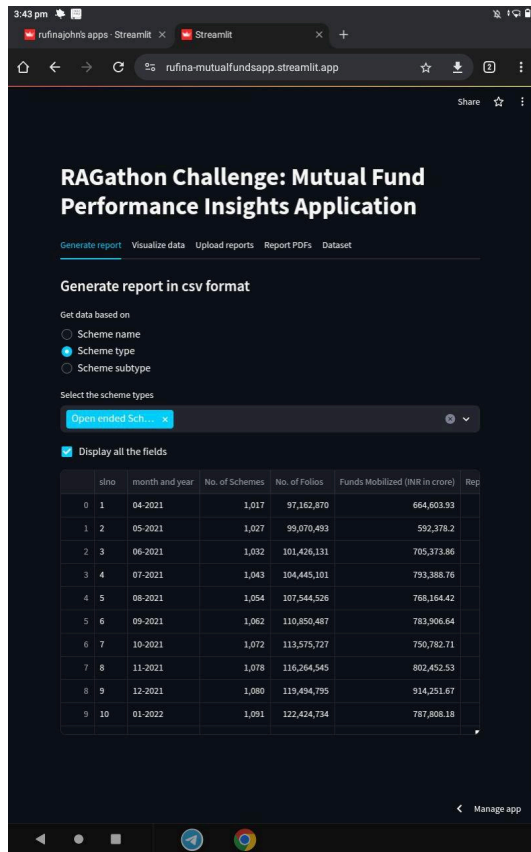 3:43 pm
rufinajohn's apps · Streamlit
Streamlit
rufina-mutualfundsapp.streamlit.app
2
Share
RAGathon Challenge: Mutual Fund
Performance Insights Application
Generate report Visualize data Upload reports Report PDFs Dataset
Generate report in csv format
Get data based on
Scheme name
Scheme type
Scheme subtype
Select the scheme types
Open ended Sch...
Display all the fields
slno month and year No. of Schemes No. of Folios Funds Mobilized (INR in crore) Rep
0 1 04-2021 1,017 97,162,870 664,603.93
1 2 05-2021 1,027 99,070,493 592,378.2
2 3 06-2021 1,032 101,426,131 705,373.86
3 4 07-2021 1,043 104,445,101 793,388.76
4 5 08-2021 1,054 107,544,526 768,164.42
5 6 09-2021 1,062 110,850,487 783,906.64
6 7 10-2021 1,072 113,575,727 750,782.71
7 8 11-2021 1,078 116,264,545 802,452.53
8 9 12-2021 1,080 119,494,795 914,251.67
9 10 01-2022 1,091 122,424,734 787,808.18
Manage app